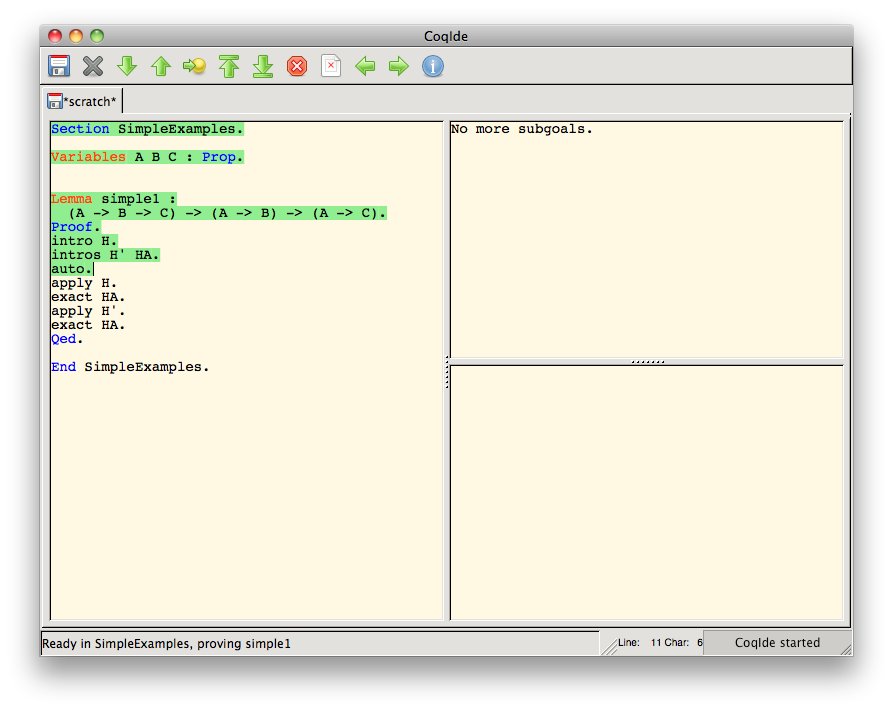 CoqIde
*scratch*
Section SimpleExamples.
Variables A B C : Prop.
Lemma simple1 :
(A -> B -> C) -> (A -> B) -> (A -> C).
Proof.
intro H.
intros H' HA.
auto.
apply H.
exact HA.
apply H'.
exact HA.
Qed.
End SimpleExamples.
No more subgoals.
Ready in SimpleExamples, proving simple1
Line: 11 Char: 6
CoqIde started